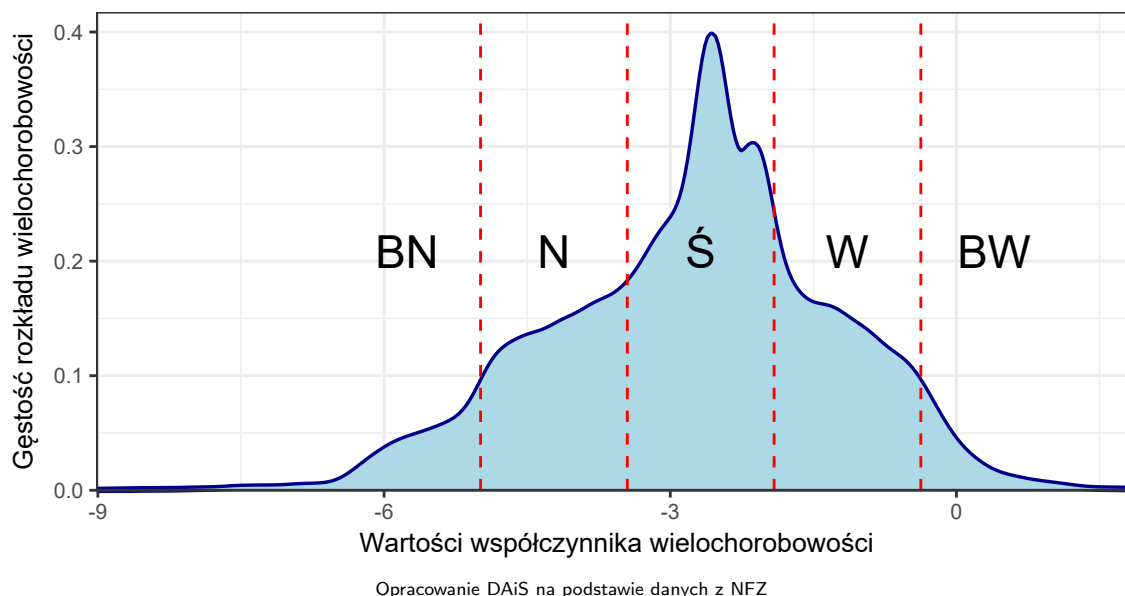 Gęstość rozkładu wielochorobowości
0.4
0.3
0.2
0.1
0.0
BN N Ś W BW
-9 -6 -3 0
Wartości współczynnika wielochorobowości
Opracowanie DAiS na podstawie danych z NFZ